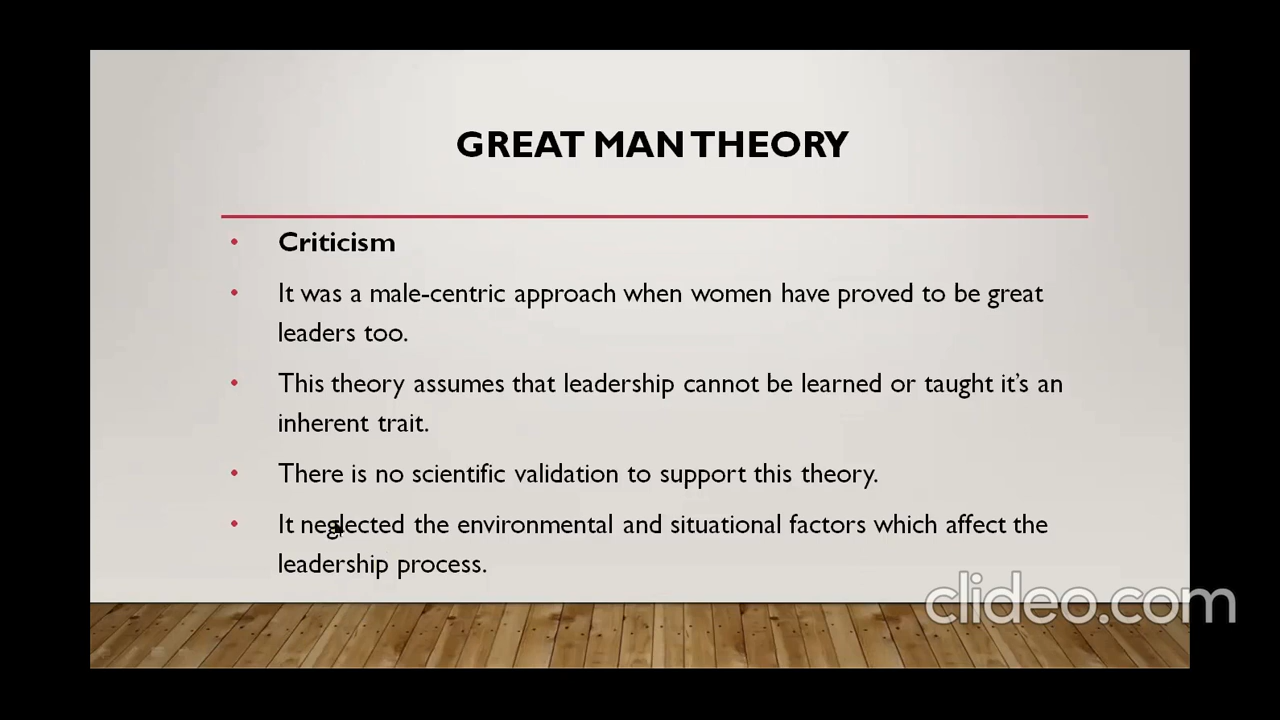 GREAT MAN THEORY
• Criticism
• It was a male-centric approach when women have proved to be great
leaders too.
• This theory assumes that leadership cannot be learned or taught it’s an
inherent trait.
• There is no scientific validation to support this theory.
• It neglected the environmental and situational factors which affect the
leadership process.
clideo.com